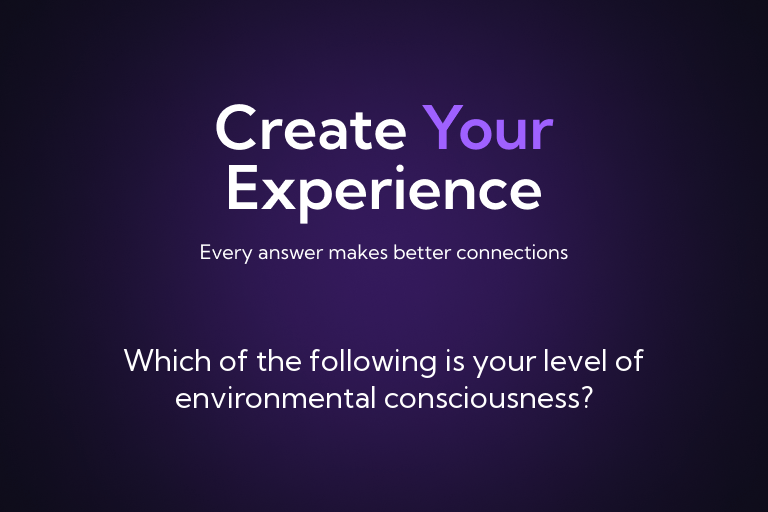 Create Your
Experience
Every answer makes better connections
Which of the following is your level of
environmental consciousness?